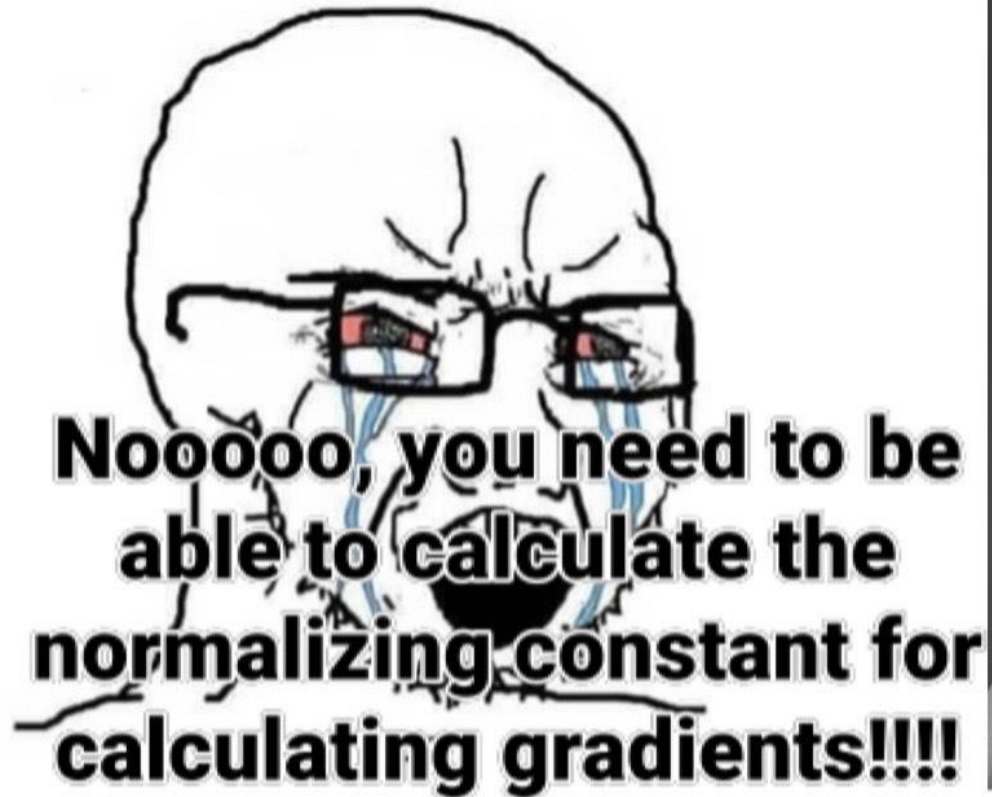 Nooooo, you need to be
able to calculate the
normalizing constant for
calculating gradients!!!!